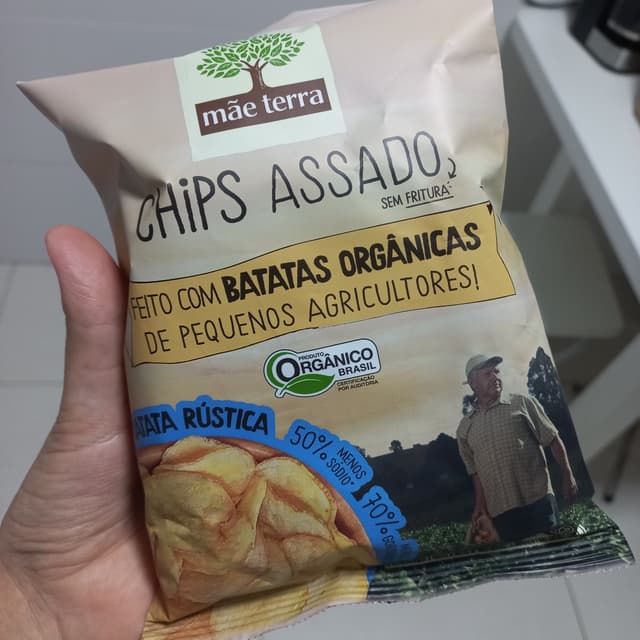 mãe terra
CHIPS ASSADOS
SEM FRITURA*
FEITO COM BATATAS ORGÂNICAS
DE PEQUENOS AGRICULTORES!
PRODUTO
ORGÂNICO
BRASIL
CERTIFICAÇÃO
POR AUDITORIA
RÚSTICA
50%
MENOS
SÓDIO*
70%